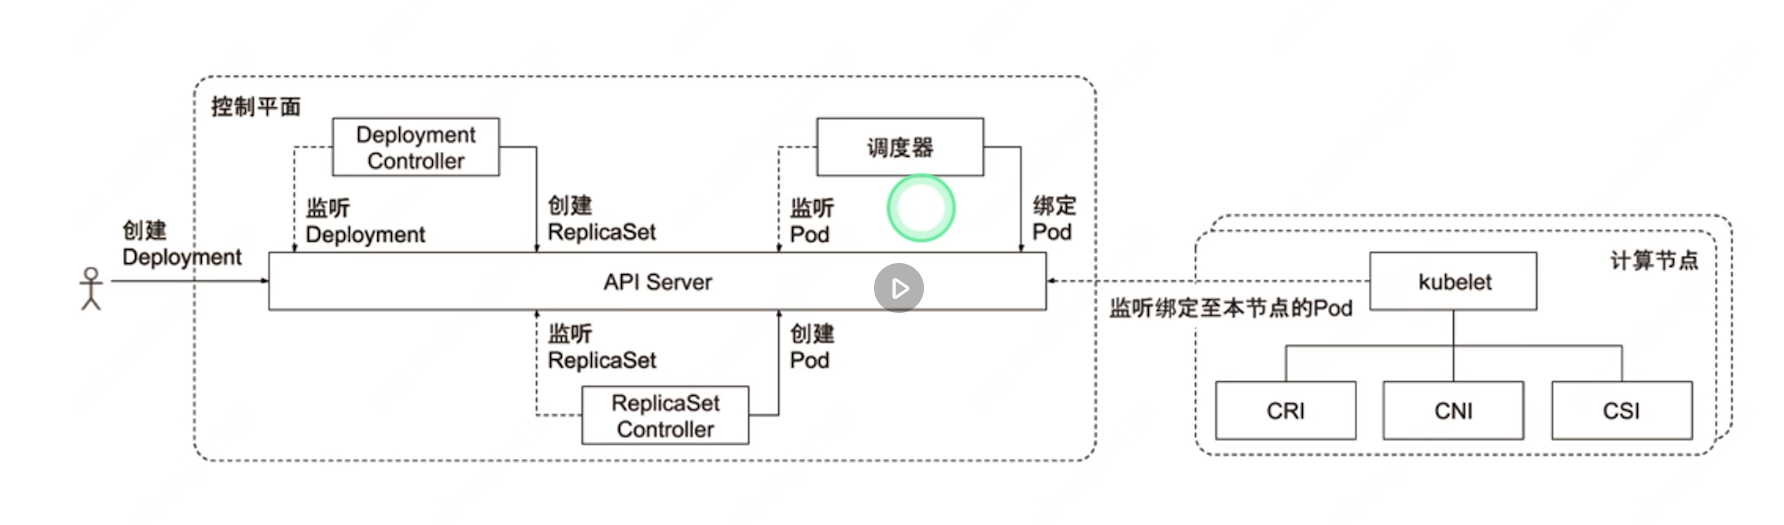 控制平面
Deployment
Controller
调度器
监听
Deployment
创建
ReplicaSet
监听
Pod
绑定
Pod
创建
Deployment
API Server
监听
ReplicaSet
创建
Pod
ReplicaSet
Controller
计算节点
kubelet
监听绑定至本节点的Pod
CRI
CNI
CSI